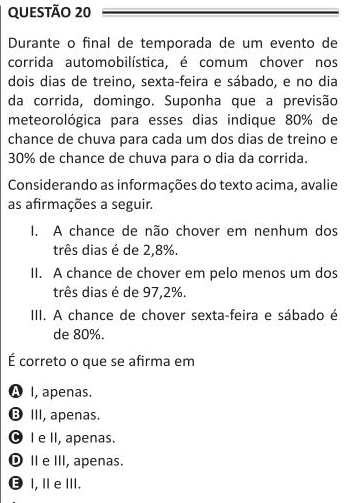 QUESTÃO 20
Durante o final de temporada de um evento de
corrida automobilística, é comum chover nos
dois dias de treino, sexta-feira e sábado, e no dia
da corrida, domingo. Suponha que a previsão
meteorológica para esses dias indique 80% de
chance de chuva para cada um dos dias de treino e
30% de chance de chuva para o dia da corrida.
Considerando as informações do texto acima, avalie
as afirmações a seguir.
I. A chance de não chover em nenhum dos
três dias é de 2,8%.
II. A chance de chover em pelo menos um dos
três dias é de 97,2%.
III. A chance de chover sexta-feira e sábado é
de 80%.
É correto o que se afirma em
A I, apenas.
B III, apenas.
C I e II, apenas.
D II e III, apenas.
E I, II e III.